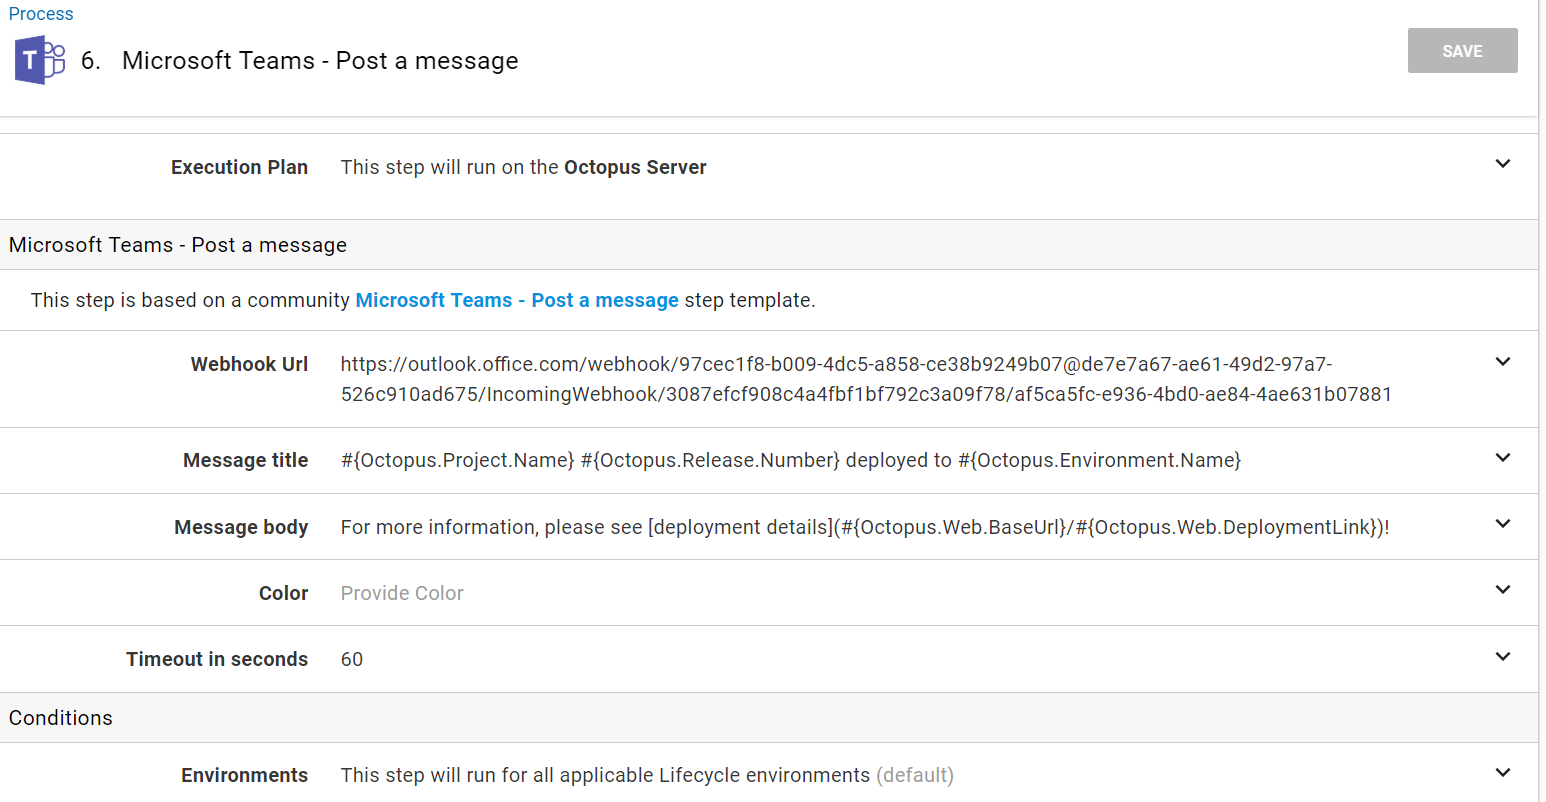 Process
T
6. Microsoft Teams - Post a message
SAVE
Execution Plan This step will run on the Octopus Server
Microsoft Teams - Post a message
This step is based on a community Microsoft Teams - Post a message step template.
Webhook Url https://outlook.office.com/webhook/97cec1f8-b009-4dc5-a858-ce38b9249b07@de7e7a67-ae61-49d2-97a7-
526c910ad675/IncomingWebhook/3087efcf908c4a4fbf1bf792c3a09f78/af5ca5fc-e936-4bd0-ae84-4ae631b07881
Message title #{Octopus.Project.Name} #{Octopus.Release.Number} deployed to #{Octopus.Environment.Name}
Message body For more information, please see [deployment details](#{Octopus.Web.BaseUrl}/#{Octopus.Web.DeploymentLink})!
Color Provide Color
Timeout in seconds 60
Conditions
Environments This step will run for all applicable Lifecycle environments (default)